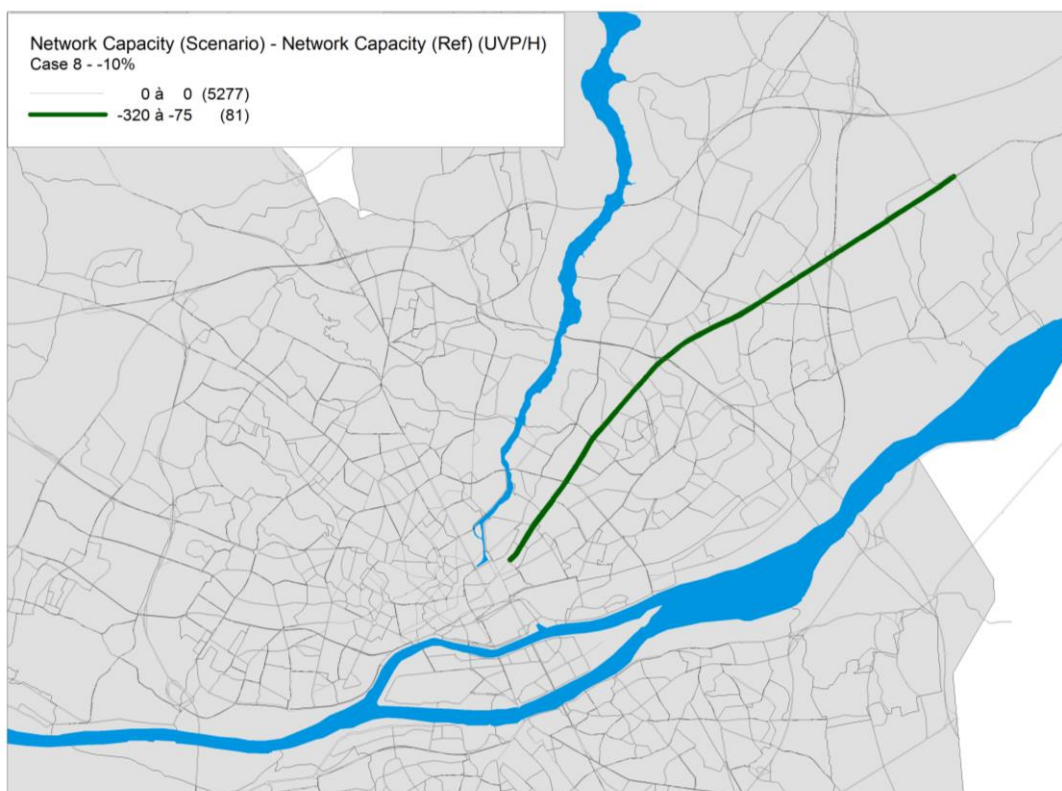 Network Capacity (Scenario) - Network Capacity (Ref) (UVP/H)
Case 8 - -10%
0 à 0 (5277)
-320 à -75 (81)